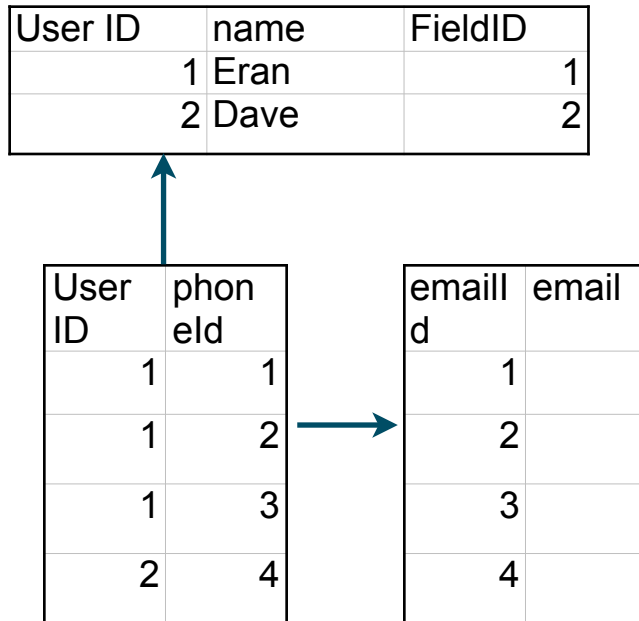 User ID name FieldID
1 Eran 1
2 Dave 2
User ID phon eId
1 1
1 2
1 3
2 4
emailI d email
1
2
3
4